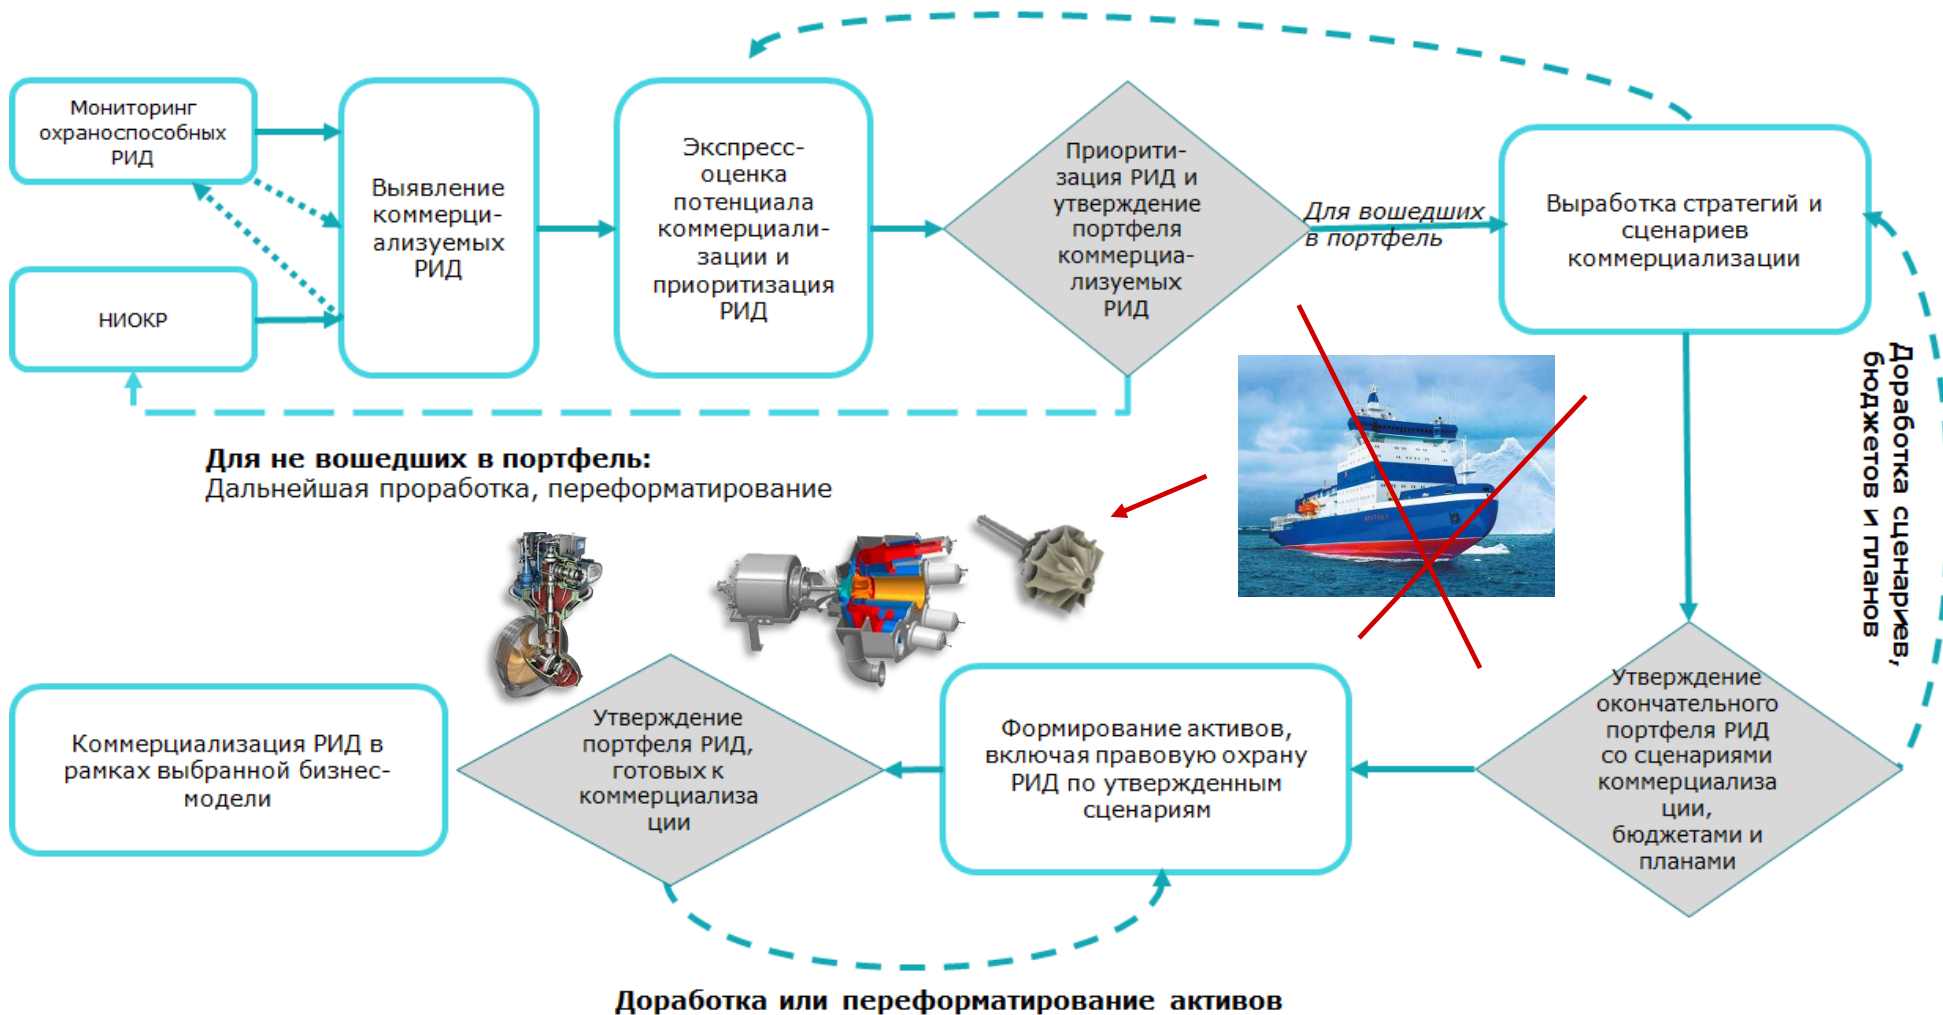 Мониторинг
охраноспособных
РИД
НИОКР
Выявление
коммерци-
ализуемых
РИД
Экспресс-
оценка
потенциала
коммерциали-
зации и
приоритизация
РИД
Приорити-
зация РИД и
утверждение
портфеля
коммерциа-
лизуемых
РИД
Для вошедших
в портфель
Выработка стратегий и
сценариев
коммерциализации
Доработка сценариев,
бюджетов и планов
Для не вошедших в портфель:
Дальнейшая проработка, переформатирование
Утверждение
окончательного
портфеля РИД
со сценариями
коммерциализа
ции,
бюджетами и
планами
Формирование активов,
включая правовую охрану
РИД по утвержденным
сценариям
Утверждение
портфеля РИД,
готовых к
коммерциализа
ции
Коммерциализация РИД в
рамках выбранной бизнес-
модели
Доработка или переформатирование активов